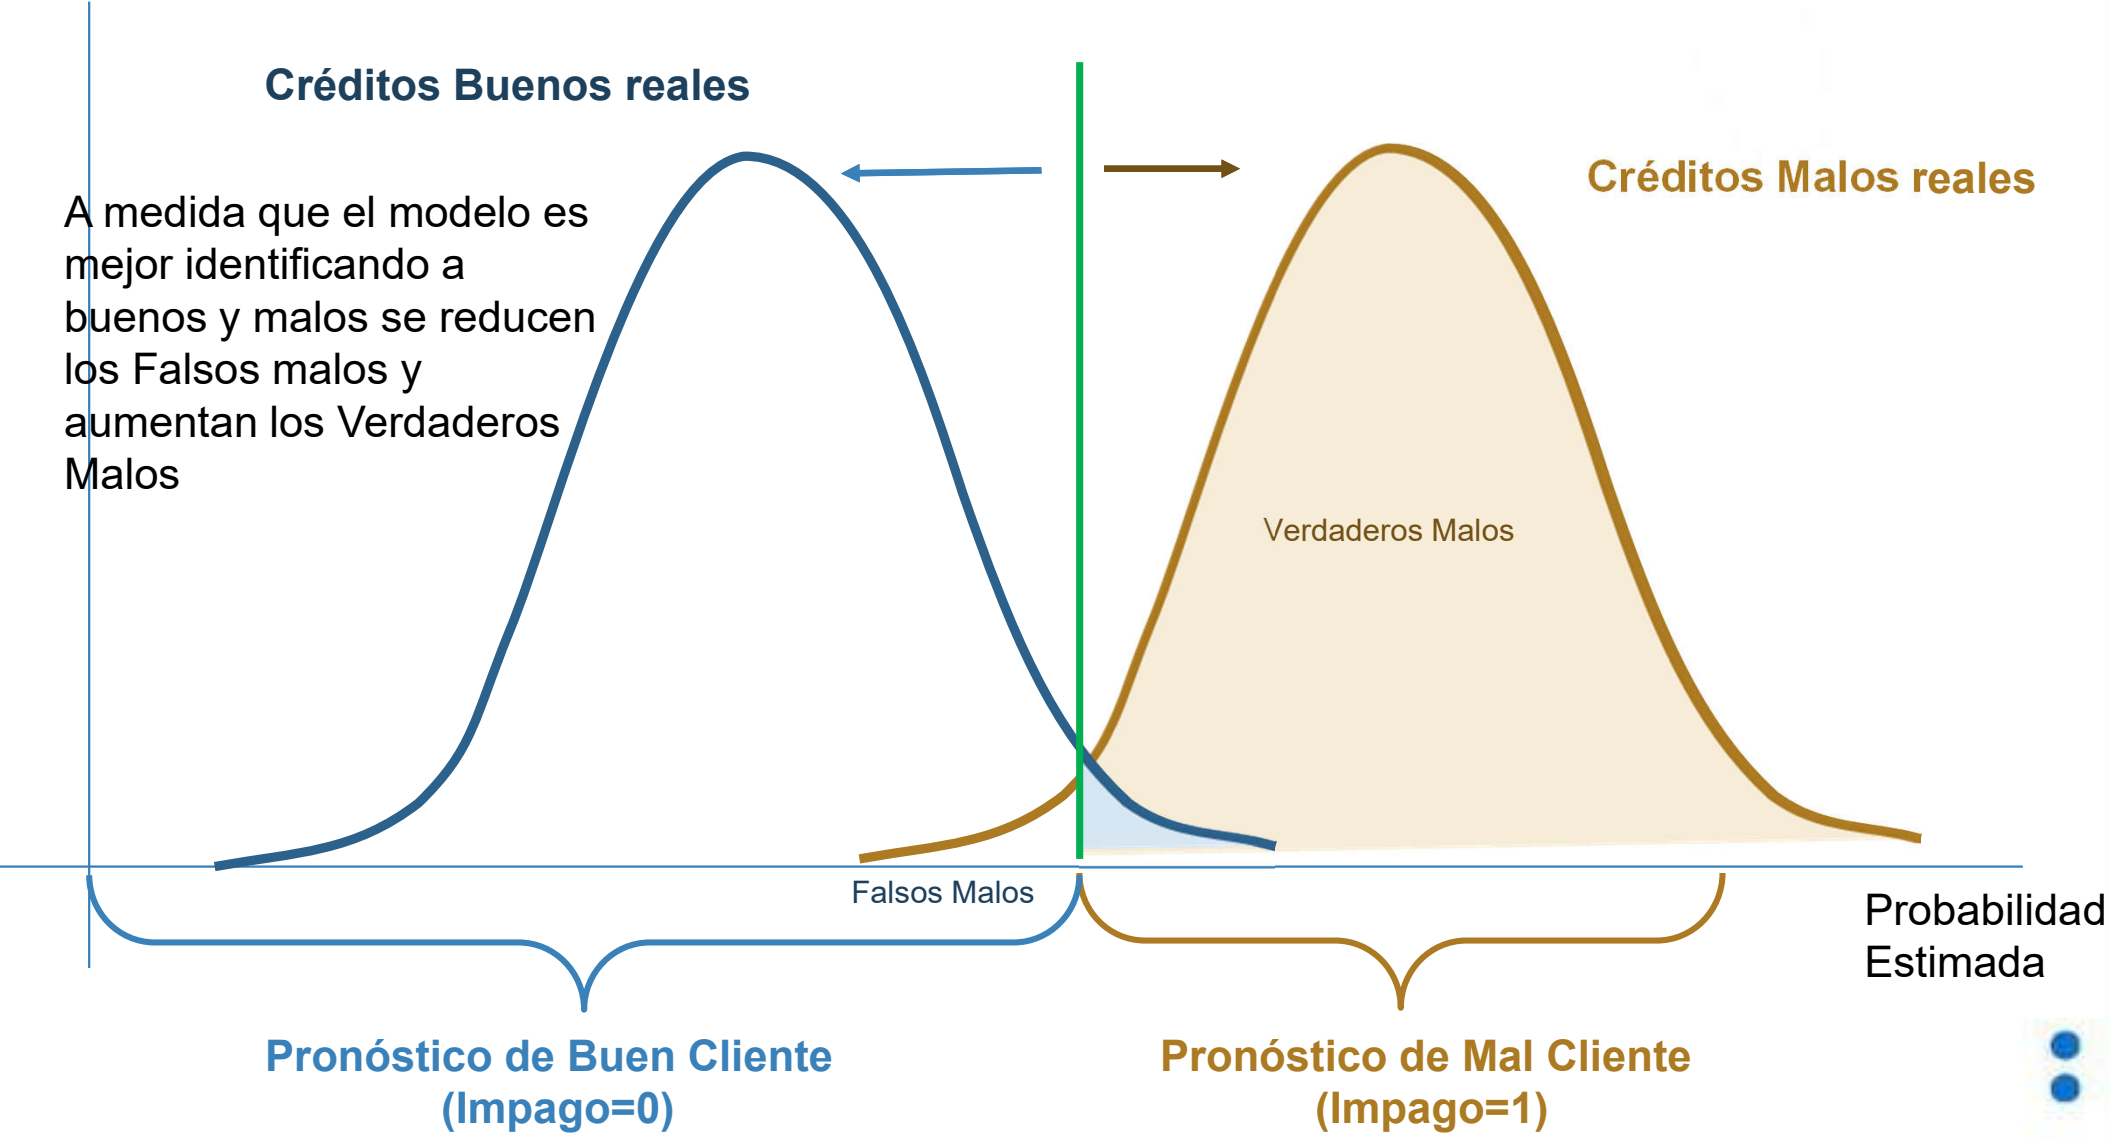 Créditos Buenos reales
Créditos Malos reales
A medida que el modelo es
mejor identificando a
buenos y malos se reducen
los Falsos malos y
aumentan los Verdaderos
Malos
Verdaderos Malos
Falsos Malos
Probabilidad
Estimada
Pronóstico de Buen Cliente
(Impago=0)
Pronóstico de Mal Cliente
(Impago=1)